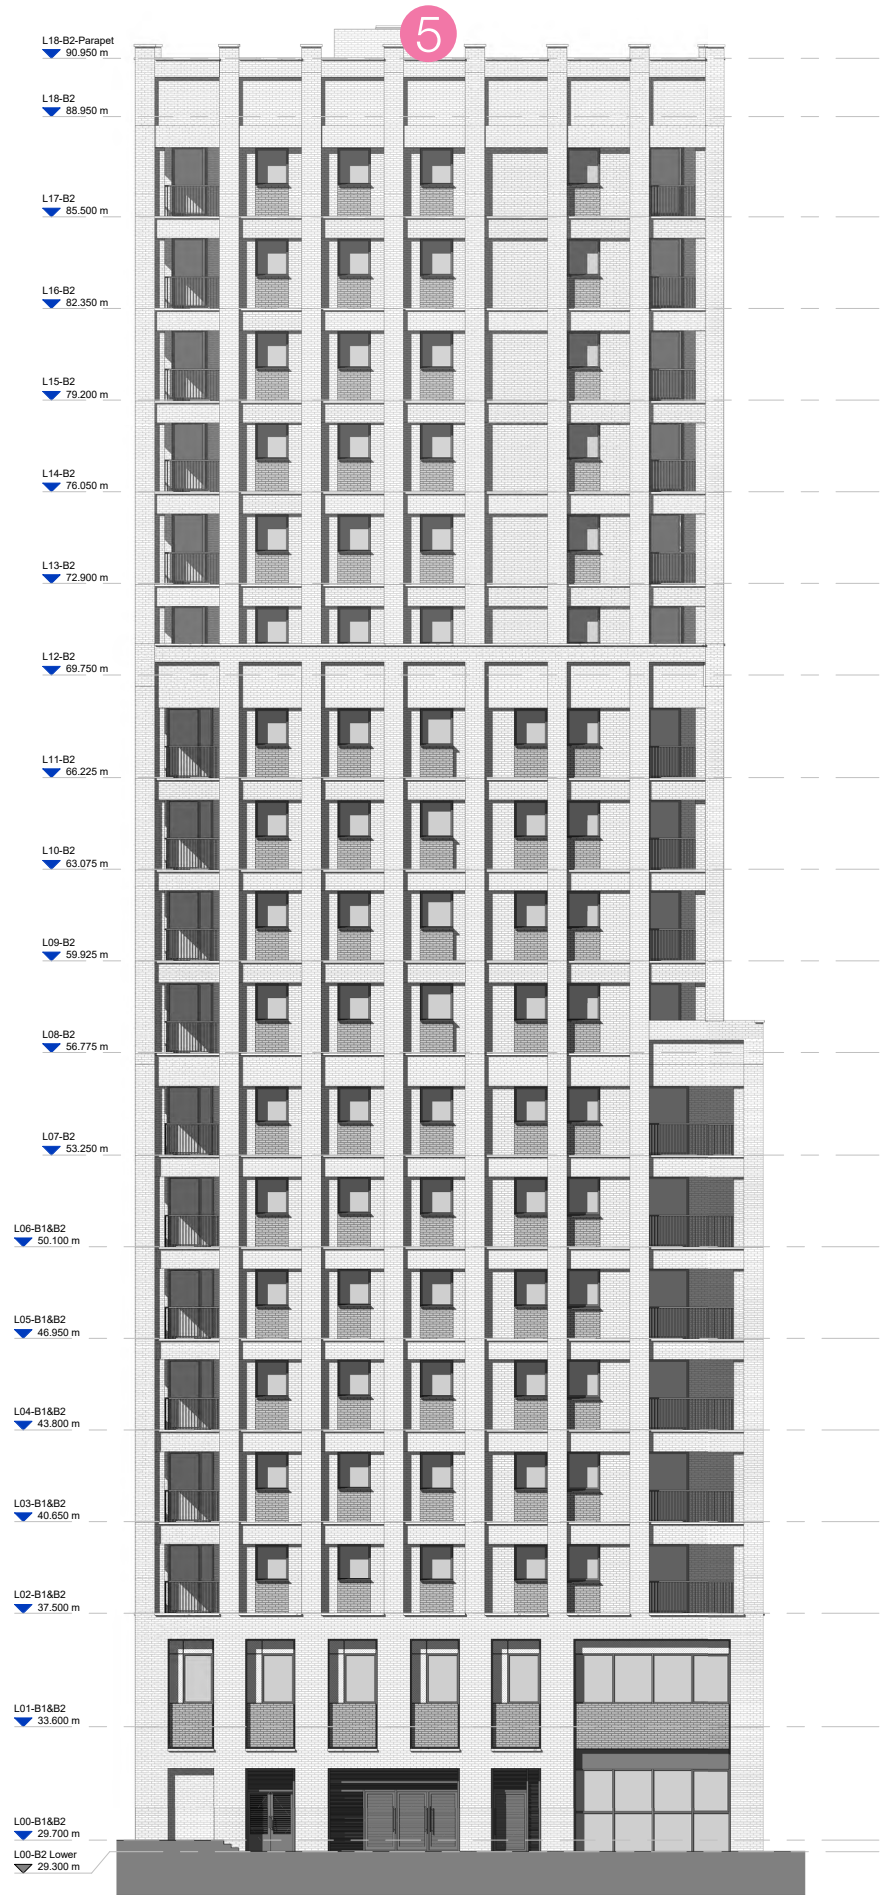 5
L18-B2-Parapet
90.950 m
L18-B2
88.950 m
L17-B2
85.500 m
L16-B2
82.350 m
L15-B2
79.200 m
L14-B2
76.050 m
L13-B2
72.900 m
L12-B2
69.750 m
L11-B2
66.225 m
L10-B2
63.075 m
L09-B2
59.925 m
L08-B2
56.775 m
L07-B2
53.250 m
L06-B1&B2
50.100 m
L05-B1&B2
46.950 m
L04-B1&B2
43.800 m
L03-B1&B2
40.650 m
L02-B1&B2
37.500 m
L01-B1&B2
33.600 m
L00-B1&B2
29.700 m
L00-B2 Lower
29.300 m